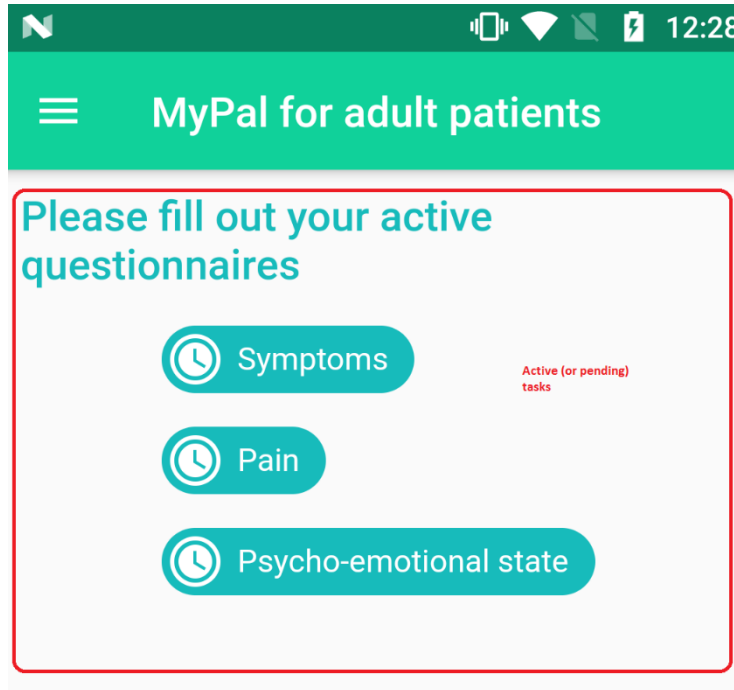 12:28
MyPal for adult patients
Please fill out your active
questionnaires
Symptoms
Active (or pending)
tasks
Pain
Psycho-emotional state